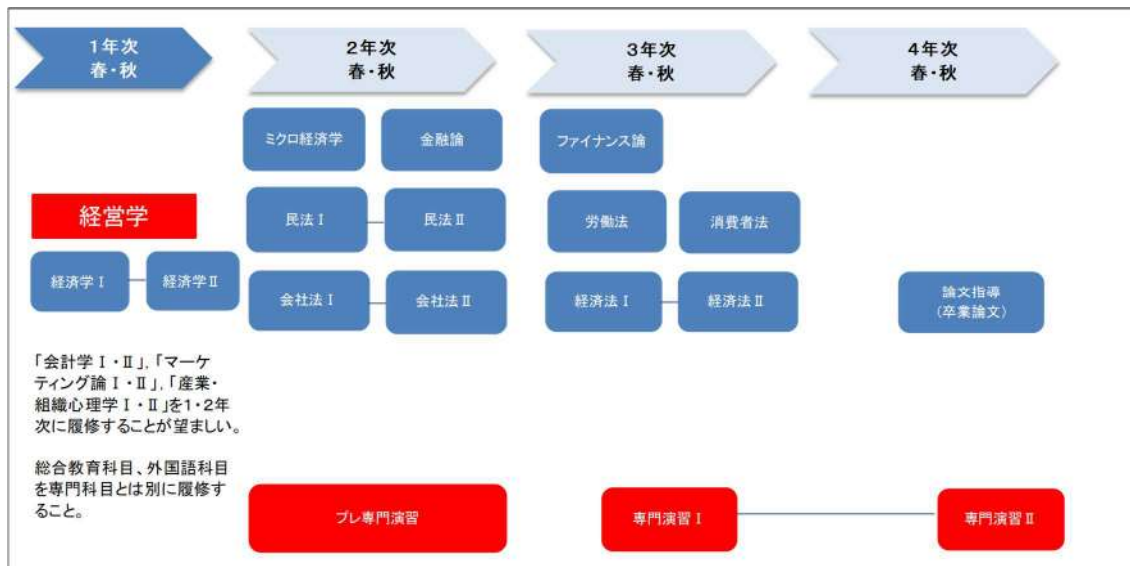 1年次
春・秋
2年次
春・秋
3年次
春・秋
4年次
春・秋
ミクロ経済学
金融論
ファイナンス論
経営学
民法Ⅰ
民法Ⅱ
労働法
消費者法
経済学Ⅰ
経済学Ⅱ
会社法Ⅰ
会社法Ⅱ
経済法Ⅰ
経済法Ⅱ
論文指導
(卒業論文)
「会計学Ⅰ・Ⅱ」,「マーケ
ティング論Ⅰ・Ⅱ」,「産業・
組織心理学Ⅰ・Ⅱ」を1・2年
次に履修することが望ましい。
総合教育科目、外国語科目
を専門科目とは別に履修す
ること。
プレ専門演習
専門演習Ⅰ
専門演習Ⅱ